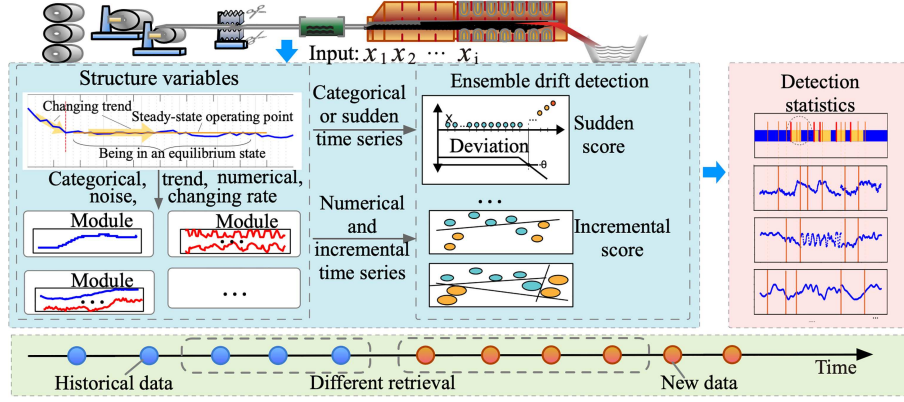 Input: x1 x2 ··· xi
Structure variables
Changing trend
Steady-state operating point
Being in an equilibrium state
Categorical, trend, numerical,
noise, changing rate
Module
Module
•••
Module
•••
•••
Categorical
or sudden
time series
Numerical
and
incremental
time series
Ensemble drift detection
X
...
Deviation
θ
Sudden
score
•••
Incremental
score
Detection
statistics
...
...
Historical data
Different retrieval
New data
Time